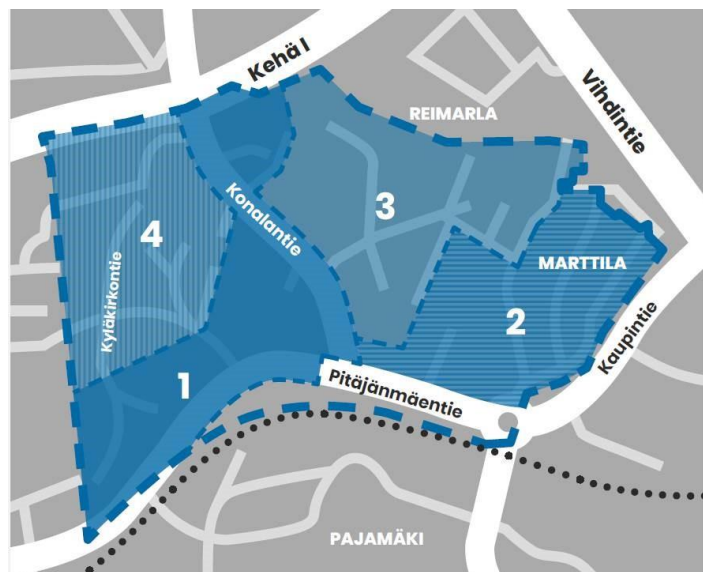 Kehä I
REIMARLA
Vihdintie
Konalantie
3
4
MARTTILA
Kyläkirkontie
2
Kaupintie
1
Pitäjänmäentie
PAJAMÄKI